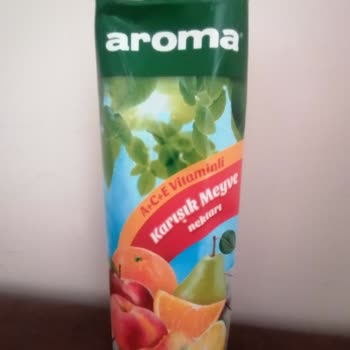 aroma®
A+C+E Vitaminli
Karışık Meyve
nektarı